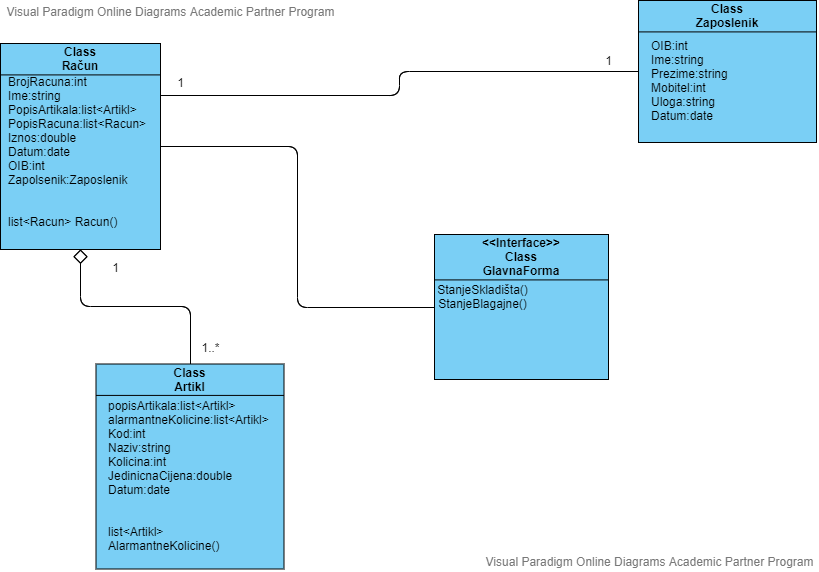 Visual Paradigm Online Diagrams Academic Partner Program
Class
Račun
BrojRacuna:int
Ime:string
PopisArtikala:list<Artikl>
PopisRacuna:list<Racun>
Iznos:double
Datum:date
OIB:int
Zapolsenik:Zaposlenik
list<Racun> Racun()
1
1
Class
Zaposlenik
OIB:int
Ime:string
Prezime:string
Mobitel:int
Uloga:string
Datum:date
<<Interface>>
Class
GlavnaForma
StanjeSkladišta()
StanjeBlagajne()
1
1..*
Class
Artikl
popisArtikala:list<Artikl>
alarmantneKolicine:list<Artikl>
Kod:int
Naziv:string
Kolicina:int
JedinicnaCijena:double
Datum:date
list<Artikl>
AlarmantneKolicine()
Visual Paradigm Online Diagrams Academic Partner Program